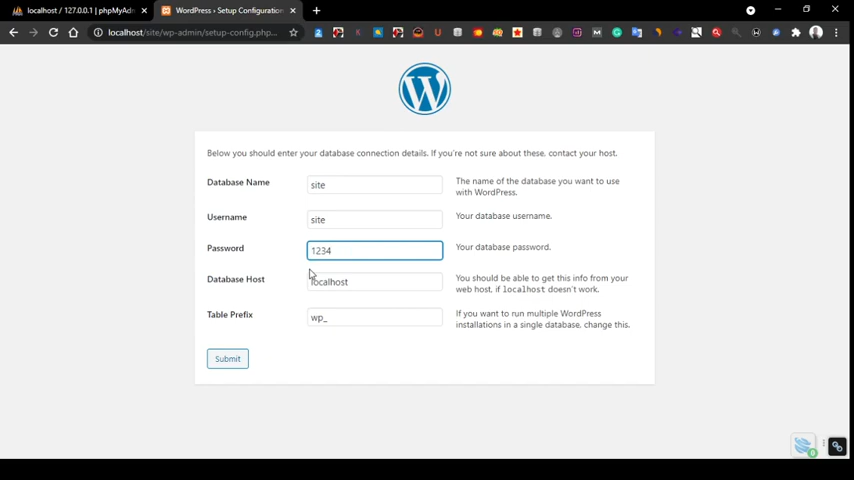 localhost / 127.0.0.1 | phpMyAdm
WordPress › Setup Configuration
localhost/site/wp-admin/setup-config.php...
Below you should enter your database connection details. If you're not sure about these, contact your host.
Database Name
site
The name of the database you want to use
with WordPress.
Username
site
Your database username.
Password
1234
Your database password.
Database Host
localhost
You should be able to get this info from your
web host, if localhost doesn't work.
Table Prefix
wp_
If you want to run multiple WordPress
installations in a single database, change this.
Submit